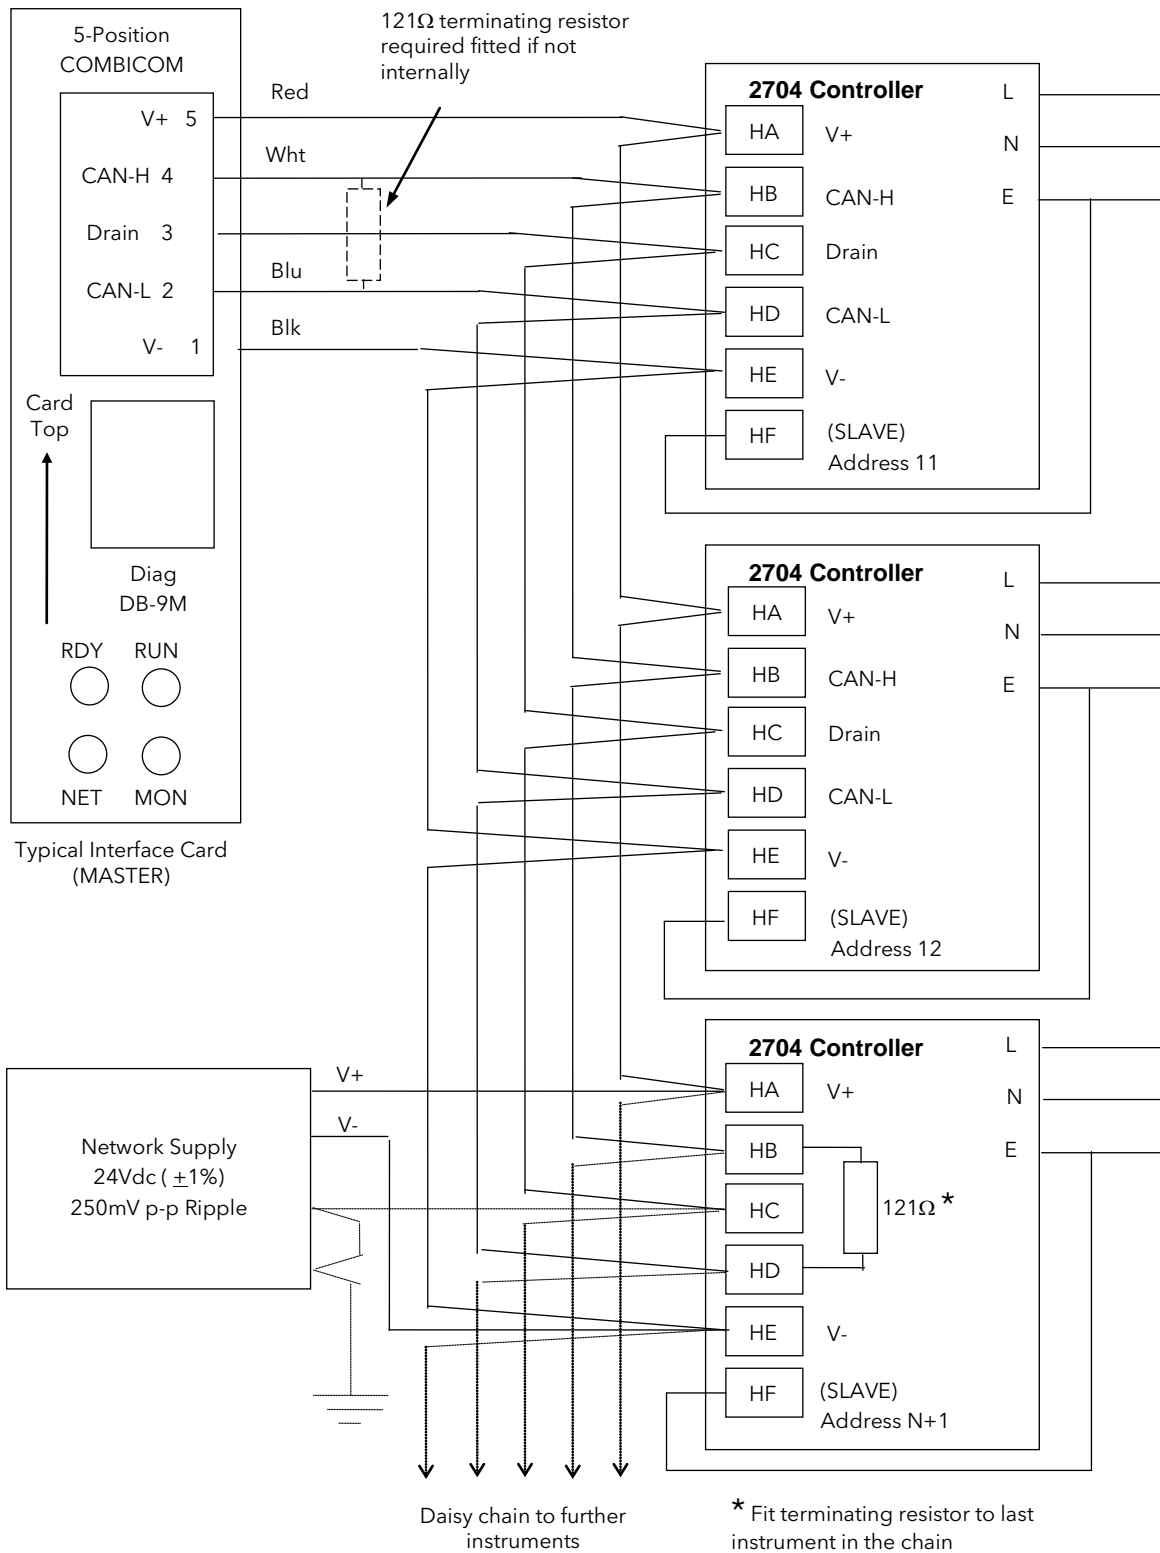 5-Position
COMBICOM
V+ 5
CAN-H 4
Drain 3
CAN-L 2
V- 1
Card
Top
Diag
DB-9M
RDY RUN
NET MON
Typical Interface Card
(MASTER)
121Ω terminating resistor
required fitted if not
internally
Red
Wht
Blu
Blk
2704 Controller
L
HA V+
N
HB CAN-H
E
HC Drain
HD CAN-L
HE V-
HF (SLAVE)
Address 11
2704 Controller
L
HA V+
N
HB CAN-H
E
HC Drain
HD CAN-L
HE V-
HF (SLAVE)
Address 12
Network Supply
24Vdc ( ±1%)
250mV p-p Ripple
V+
V-
2704 Controller
L
HA V+
N
HB
E
HC
121Ω *
HD
HE V-
HF (SLAVE)
Address N+1
Daisy chain to further
instruments
* Fit terminating resistor to last
instrument in the chain